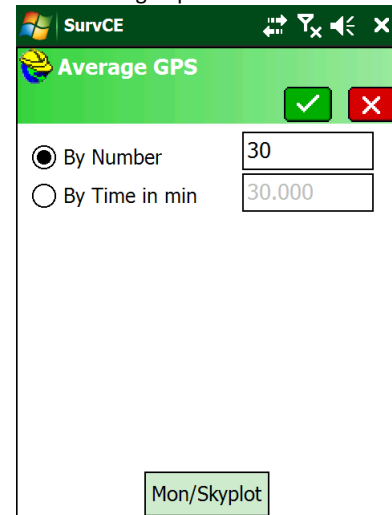 SurvCE
Average GPS
By Number 30
By Time in min 30.000
Mon/Skyplot